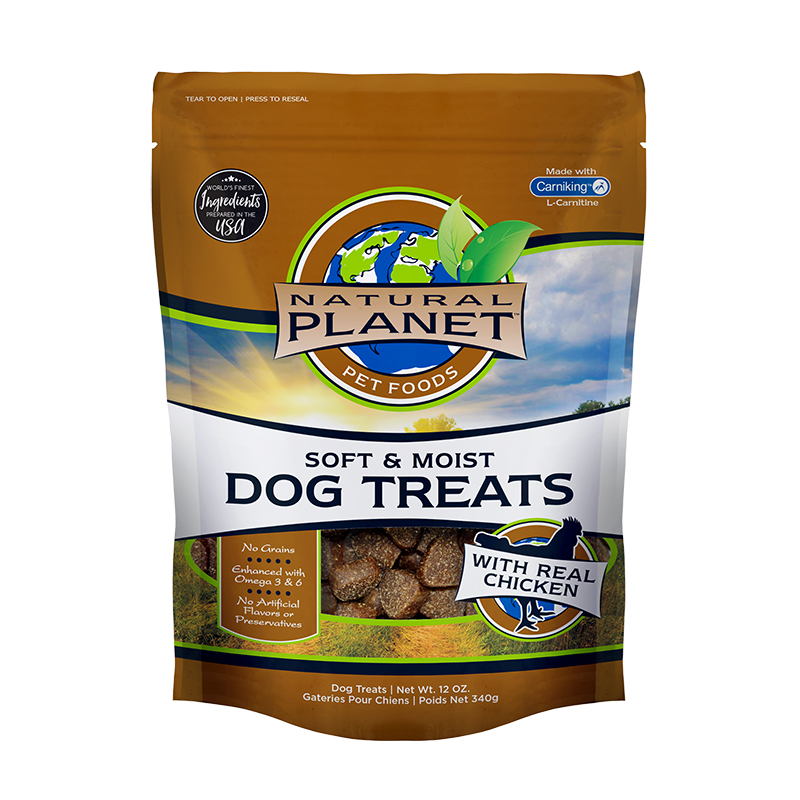 TEAR TO OPEN | PRESS TO RESEAL
WORLD'S FINEST
Ingredients
PREPARED IN THE
USA
Made with
Carniking™
L-Carnitine
NATURAL
PLANET™
PET FOODS
SOFT & MOIST
DOG TREATS
No Grains
Enhanced with
Omega 3 & 6
No Artificial
Flavors or
Preservatives
WITH REAL
CHICKEN
Dog Treats | Net Wt. 12 OZ.
Gateries Pour Chiens | Poids Net 340g